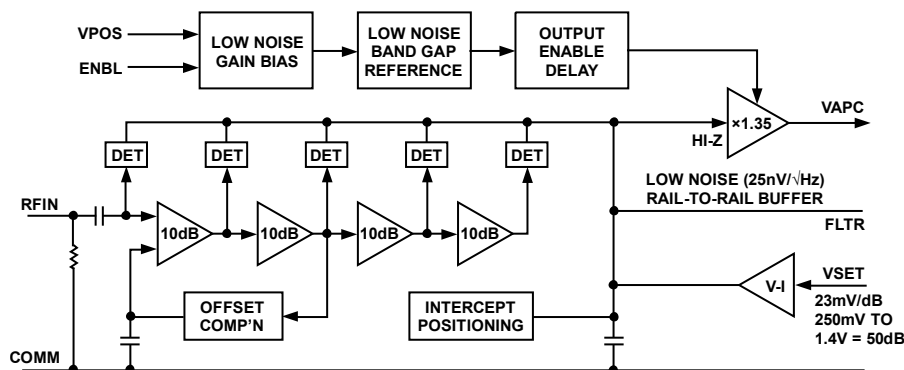 VPOS
ENBL
LOW NOISE
GAIN BIAS
LOW NOISE
BAND GAP
REFERENCE
OUTPUT
ENABLE
DELAY
×1.35
HI-Z
VAPC
DET
DET
DET
DET
DET
LOW NOISE (25nV/√Hz)
RAIL-TO-RAIL BUFFER
FLTR
RFIN
10dB
10dB
10dB
10dB
OFFSET
COMP’N
INTERCEPT
POSITIONING
V-I
VSET
23mV/dB
250mV TO
1.4V = 50dB
COMM